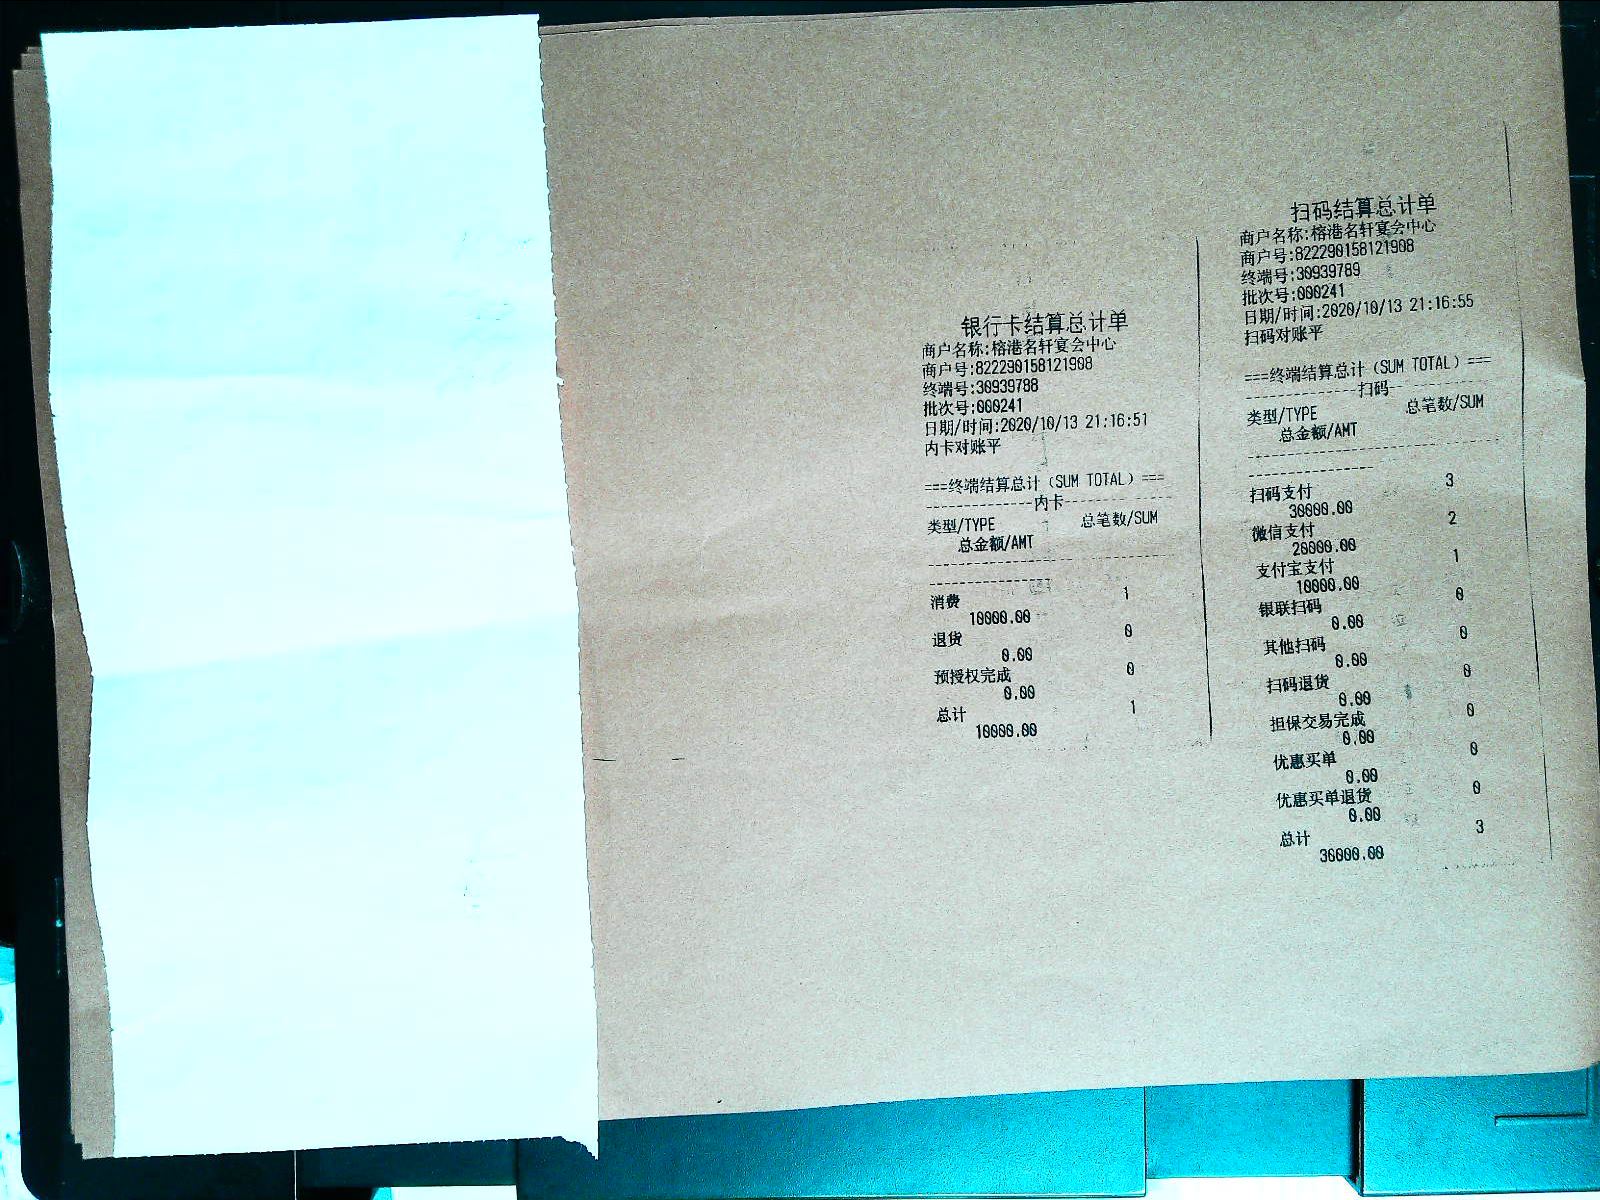 银行卡结算总计单
商户名称:榕港名轩宴会中心
商户号:822290158121908
终端号:30939788
批次号:000241
日期/时间:2020/10/13 21:16:51
内卡对账平
===终端结算总计(SUM TOTAL)===
---------------内卡---------------
类型/TYPE 总笔数/SUM
总金额/AMT
消费 1
10000.00
退货 0
0.00
预授权完成 0
0.00
总计 1
10000.00
扫码结算总计单
商户名称:榕港名轩宴会中心
商户号:822290158121908
终端号:30939789
批次号:000241
日期/时间:2020/10/13 21:16:55
扫码对账平
===终端结算总计(SUM TOTAL)===
---------------扫码---------------
类型/TYPE 总笔数/SUM
总金额/AMT
扫码支付 3
30000.00
微信支付 2
20000.00
支付宝支付 1
10000.00
银联扫码 0
0.00
其他扫码 0
0.00
扫码退货 0
0.00
担保交易完成 0
0.00
优惠买单 0
0.00
优惠买单退货 0
0.00
总计 3
30000.00